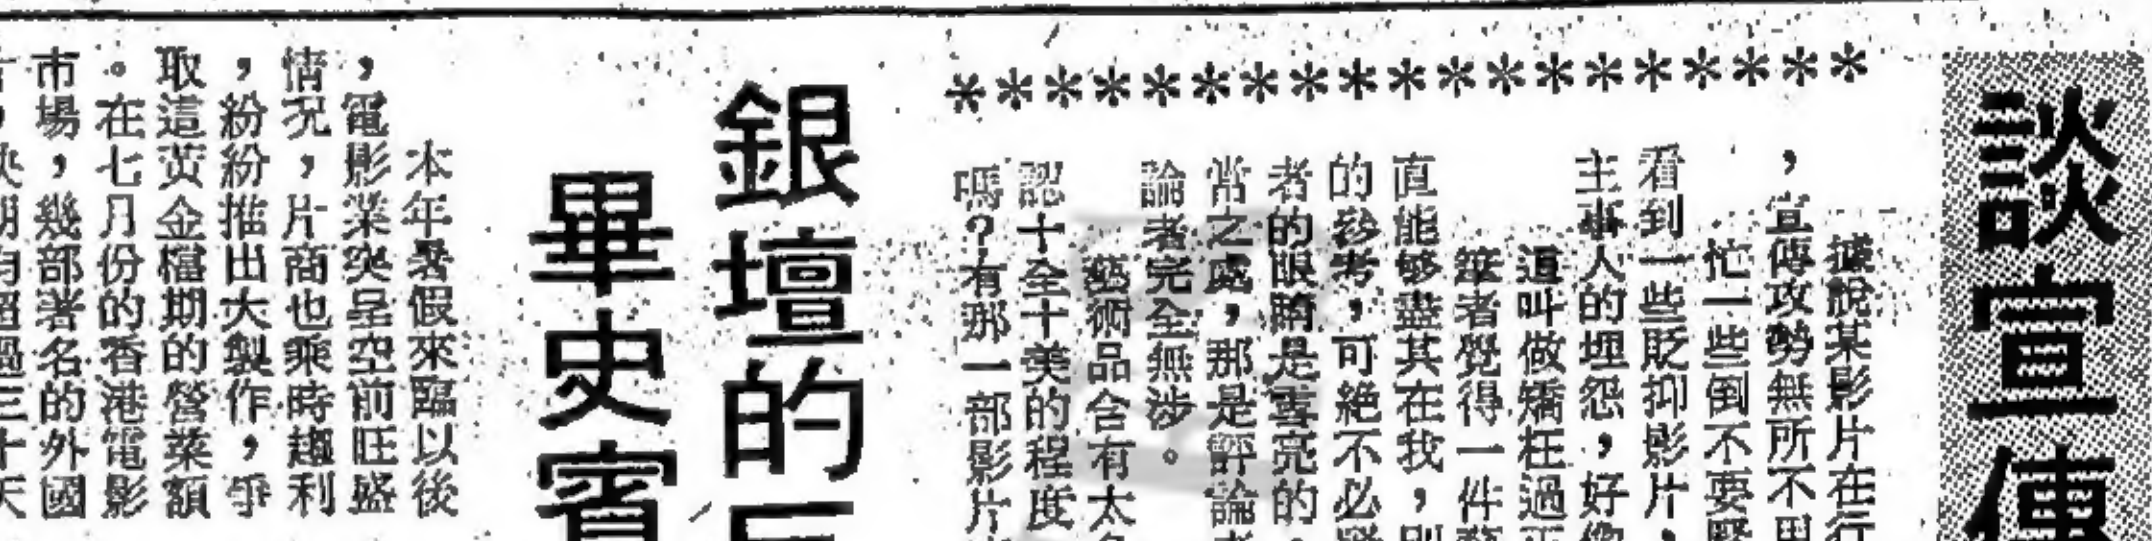 談宣傳
據說某影片在行
，宣傳攻勢無所不用
忙一些倒不要緊
看到一些貶抑影片，
主事人的埋怨，好像
這叫做矯枉過正
筆者覺得一件藝
直能够盡其在我，別
的參考，可絕不必緊
者的眼睛是雪亮的。
常之處，那是評論者
論者完全無涉。
藝術品含有太多
認十全十美的程度
嗎？有那一部影片
銀壇的
畢史賓
本年暑假來臨以後
，電影業突呈空前旺盛
情況，片商也乘時趨利
，紛紛推出大製作，爭
取這黄金檔期的營業額
。在七月份的香港電影
市場，幾部署名的外國
片，映期有超過三十天